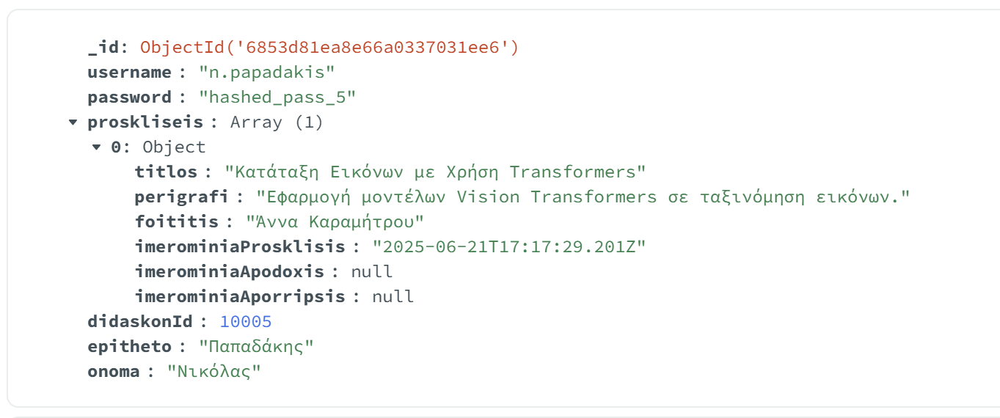 _id: ObjectId('6853d81ea8e66a0337031ee6')
username : "n.papadakis"
password : "hashed_pass_5"
proskliseis : Array (1)
0: Object
titlos : "Κατάταξη Εικόνων με Χρήση Transformers"
perigrafi : "Εφαρμογή μοντέλων Vision Transformers σε ταξινόμηση εικόνων."
foititis : "Άννα Καραμήτρου"
imerominiaProsklisis : "2025-06-21T17:17:29.201Z"
imerominiaApodoxis : null
imerominiaAporripsis : null
didaskonId : 10005
epitheto : "Παπαδάκης"
onoma : "Νικόλας"